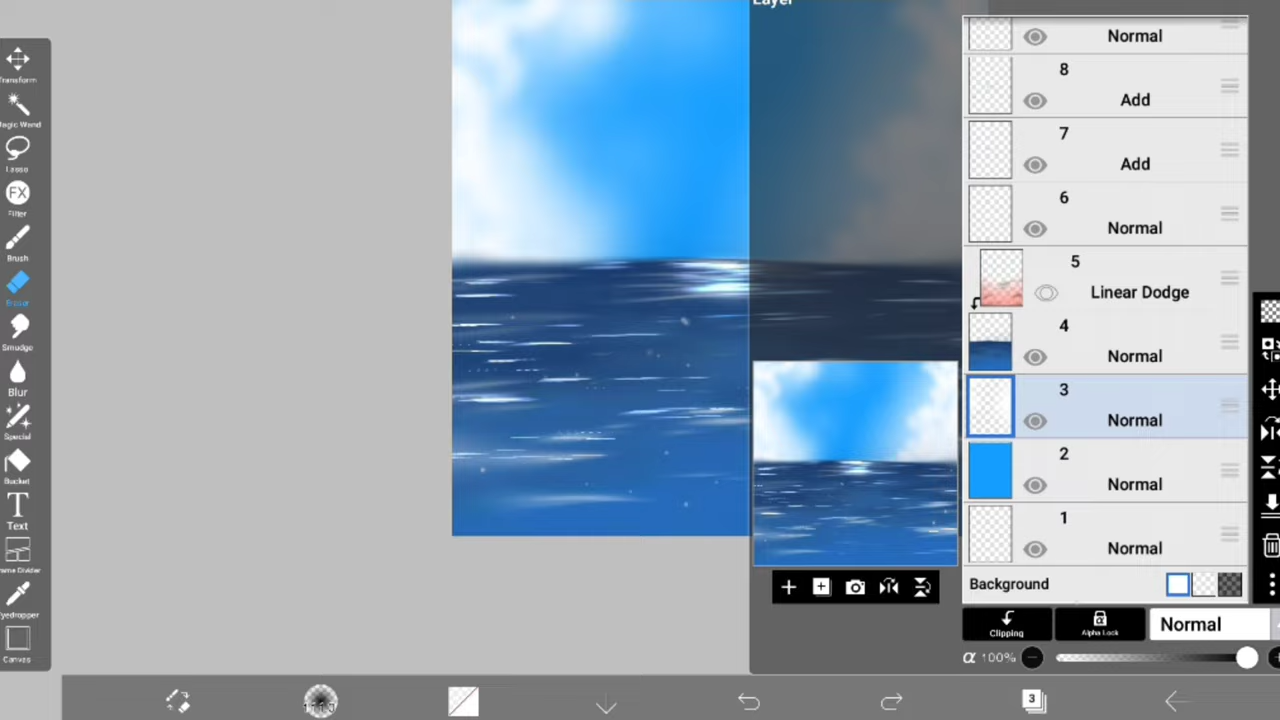 Layer
Transform
Magic Wand
Lasso
FX
Filter
Brush
Eraser
Smudge
Blur
Special
Bucket
T
Text
Frame Divider
Eyedropper
Canvas
Normal
8
Add
7
Add
6
Normal
5
Linear Dodge
4
Normal
3
Normal
2
Normal
1
Normal
Background
Clipping
α
Alpha Lock
Normal
α 100%
3